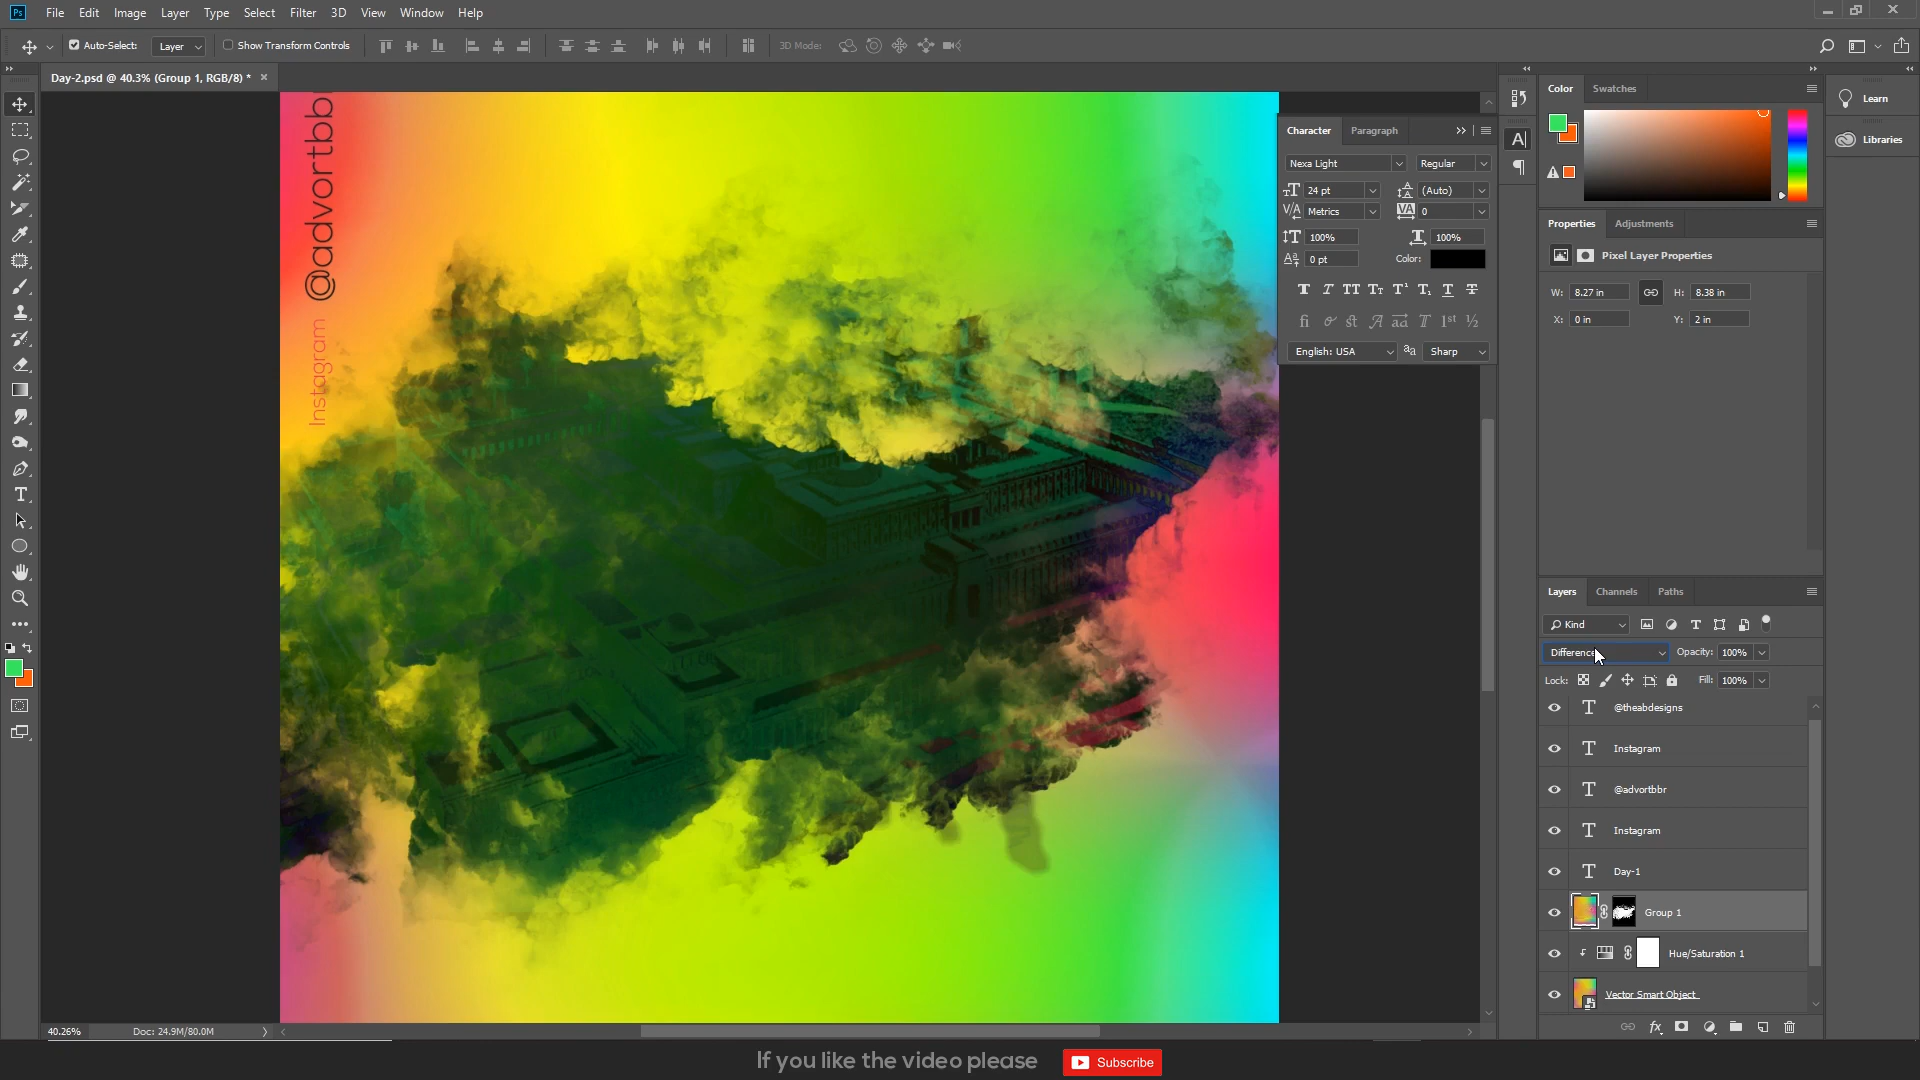 Ps File Edit Image Layer Type Select Filter 3D View Window Help
Auto-Select: Layer Show Transform Controls 3D Mode:
Day-2.psd @ 40.3% (Group 1, RGB/8) *
@advortbb
Instagram
Character Paragraph
Nexa Light Regular
24 pt (Auto)
Metrics 0
100% 100%
0 pt Color:
English: USA Sharp
Color Swatches
Learn
Libraries
Properties Adjustments
Pixel Layer Properties
W: 8.27 in H: 8.38 in
X: 0 in Y: 2 in
Layers Channels Paths
Kind
Difference Opacity: 100%
Lock: Fill: 100%
@theabdesigns
Instagram
@advortbbr
Instagram
Day-1
Group 1
Hue/Saturation 1
Vector Smart Object
40.26% Doc: 24.9M/80.0M
If you like the video please Subscribe